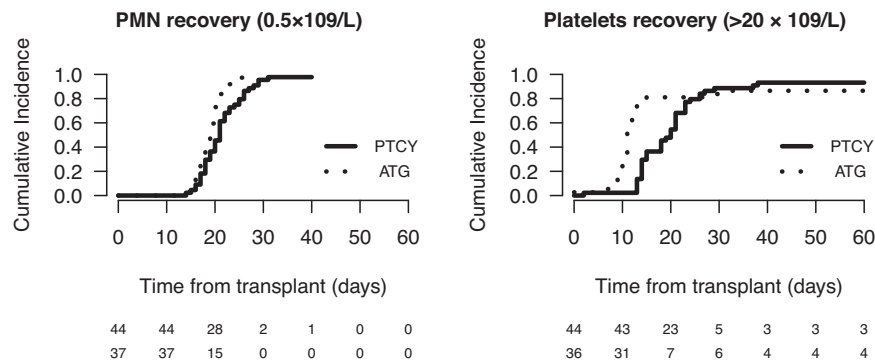 PMN recovery (0.5×109/L)
Cumulative Incidence
1.0
0.8
0.6
0.4
0.2
0.0
PTCY
ATG
0 10 20 30 40 50 60
Time from transplant (days)
44 44 28 2 1 0 0
37 37 15 0 0 0 0
Platelets recovery (>20 × 109/L)
Cumulative Incidence
1.0
0.8
0.6
0.4
0.2
0.0
PTCY
ATG
0 10 20 30 40 50 60
Time from transplant (days)
44 43 23 5 3 3 3
36 31 7 6 4 4 4